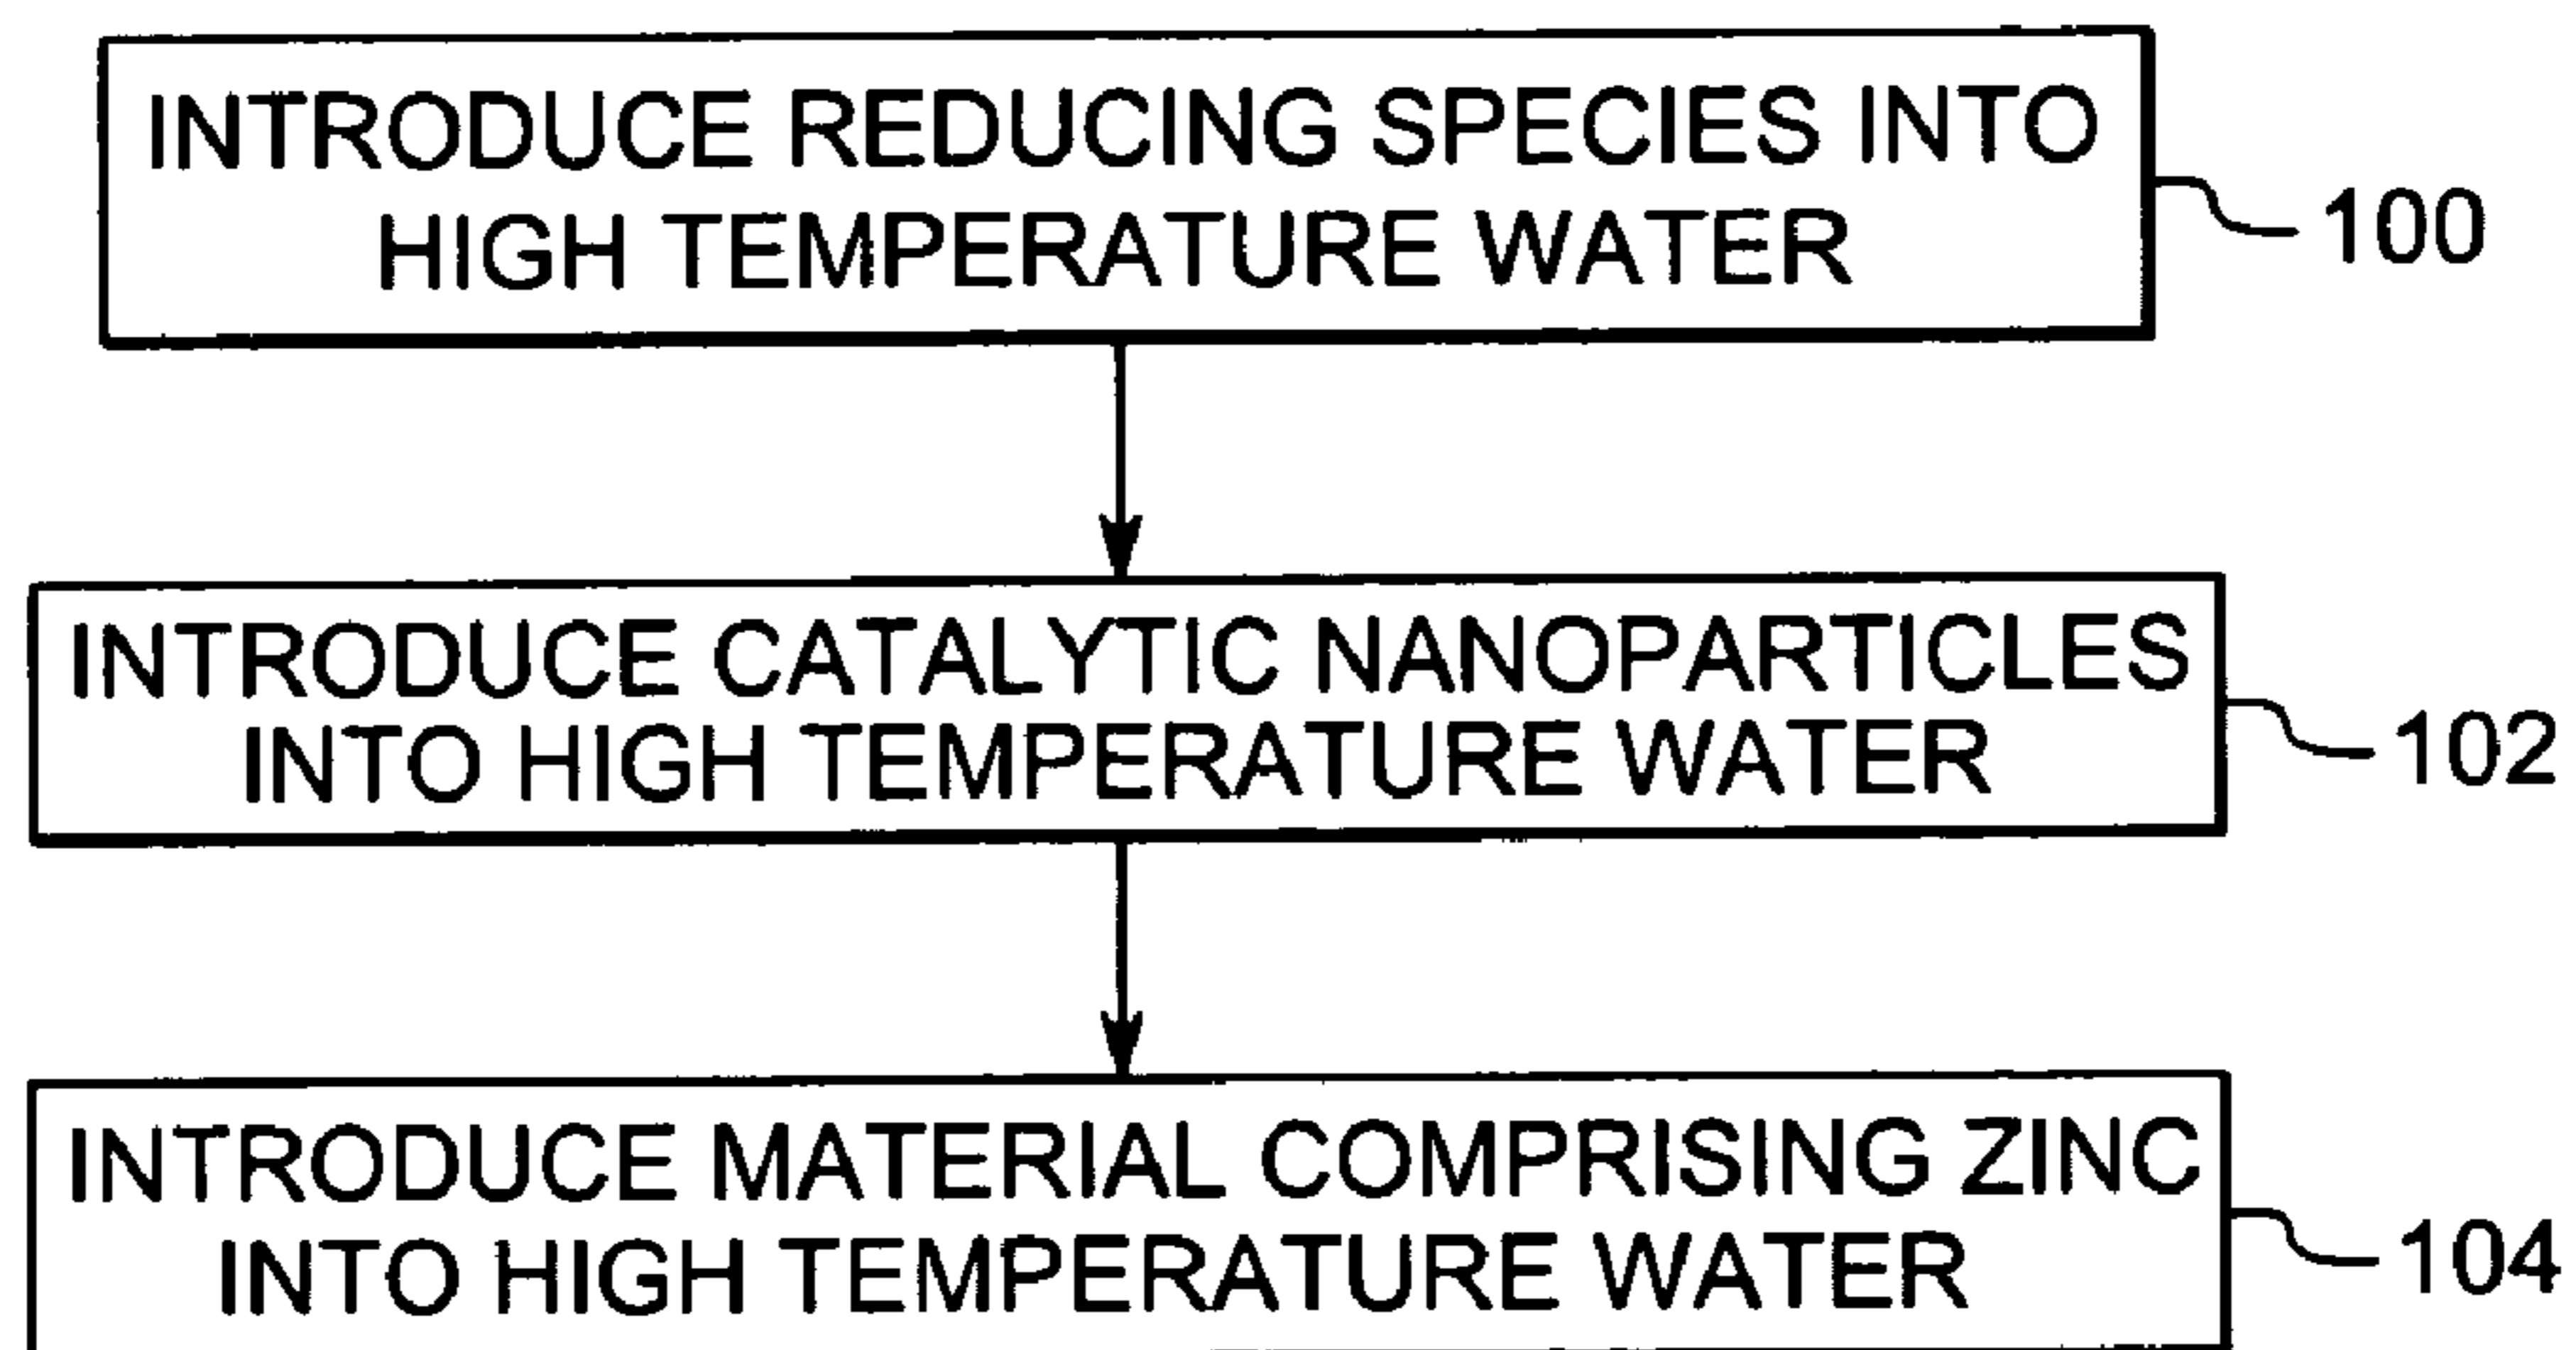 INTRODUCE REDUCING SPECIES INTO
HIGH TEMPERATURE WATER
100
INTRODUCE CATALYTIC NANOPARTICLES
INTO HIGH TEMPERATURE WATER
102
INTRODUCE MATERIAL COMPRISING ZINC
INTO HIGH TEMPERATURE WATER
104